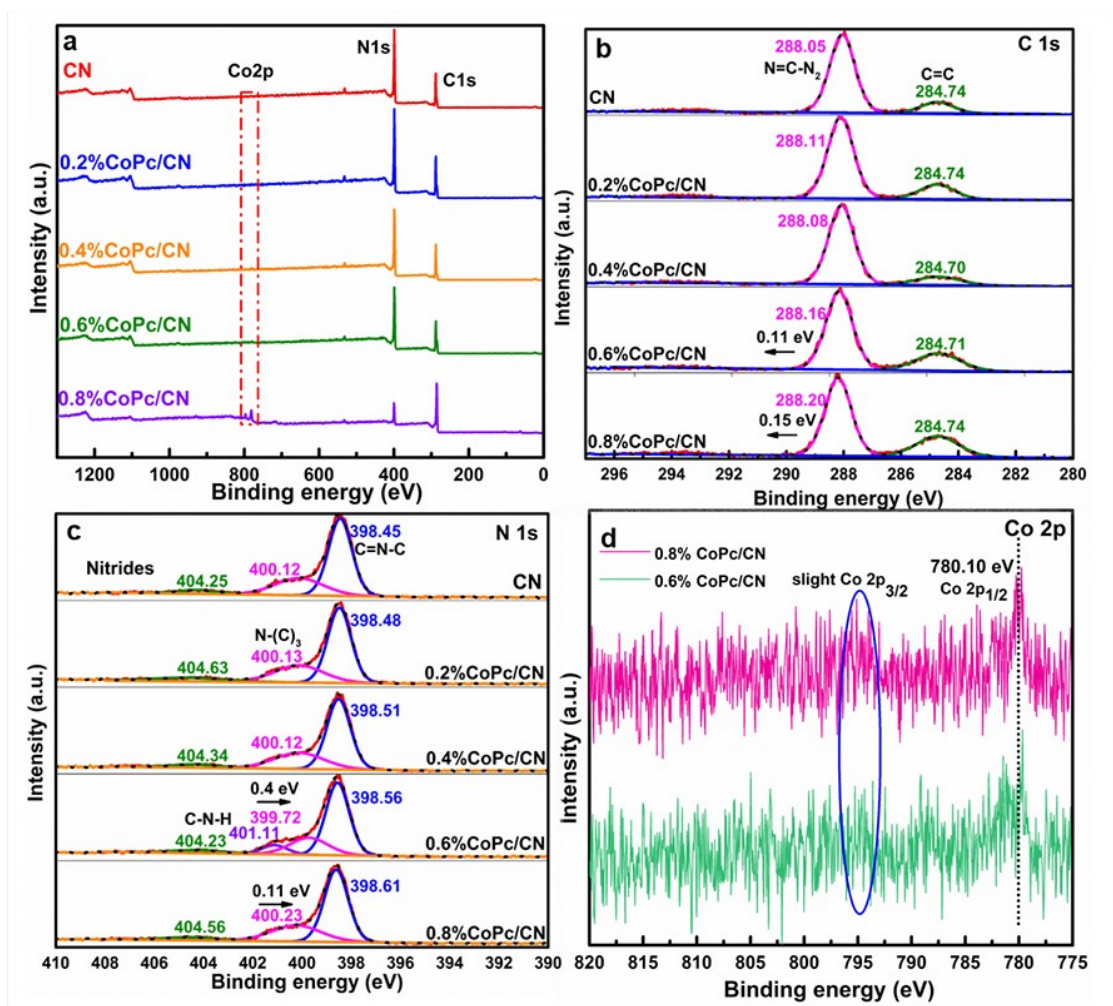 a
CN
N1s
C1s
Co2p
0.2%CoPc/CN
0.4%CoPc/CN
0.6%CoPc/CN
0.8%CoPc/CN
Intensity (a.u.)
1200 1000 800 600 400 200 0
Binding energy (eV)
b
C 1s
288.05
N=C-N₂
C=C
284.74
CN
288.11
284.74
0.2%CoPc/CN
288.08
284.70
0.4%CoPc/CN
288.16
0.11 eV
284.71
0.6%CoPc/CN
288.20
0.15 eV
284.74
0.8%CoPc/CN
Intensity (a.u.)
296 294 292 290 288 286 284 282 280
Binding energy (eV)
c
N 1s
398.45
C=N-C
Nitrides
400.12
404.25
CN
398.48
N-(C)₃
400.13
404.63
0.2%CoPc/CN
398.51
400.12
404.34
0.4%CoPc/CN
0.4 eV
398.56
C-N-H
399.72
401.11
404.23
0.6%CoPc/CN
0.11 eV
398.61
400.23
404.56
0.8%CoPc/CN
Intensity (a.u.)
410 408 406 404 402 400 398 396 394 392 390
Binding energy (eV)
d
Co 2p
0.8% CoPc/CN
0.6% CoPc/CN
slight Co 2p₃/₂
780.10 eV
Co 2p₁/₂
Intensity (a.u.)
820 815 810 805 800 795 790 785 780 775
Binding energy (eV)